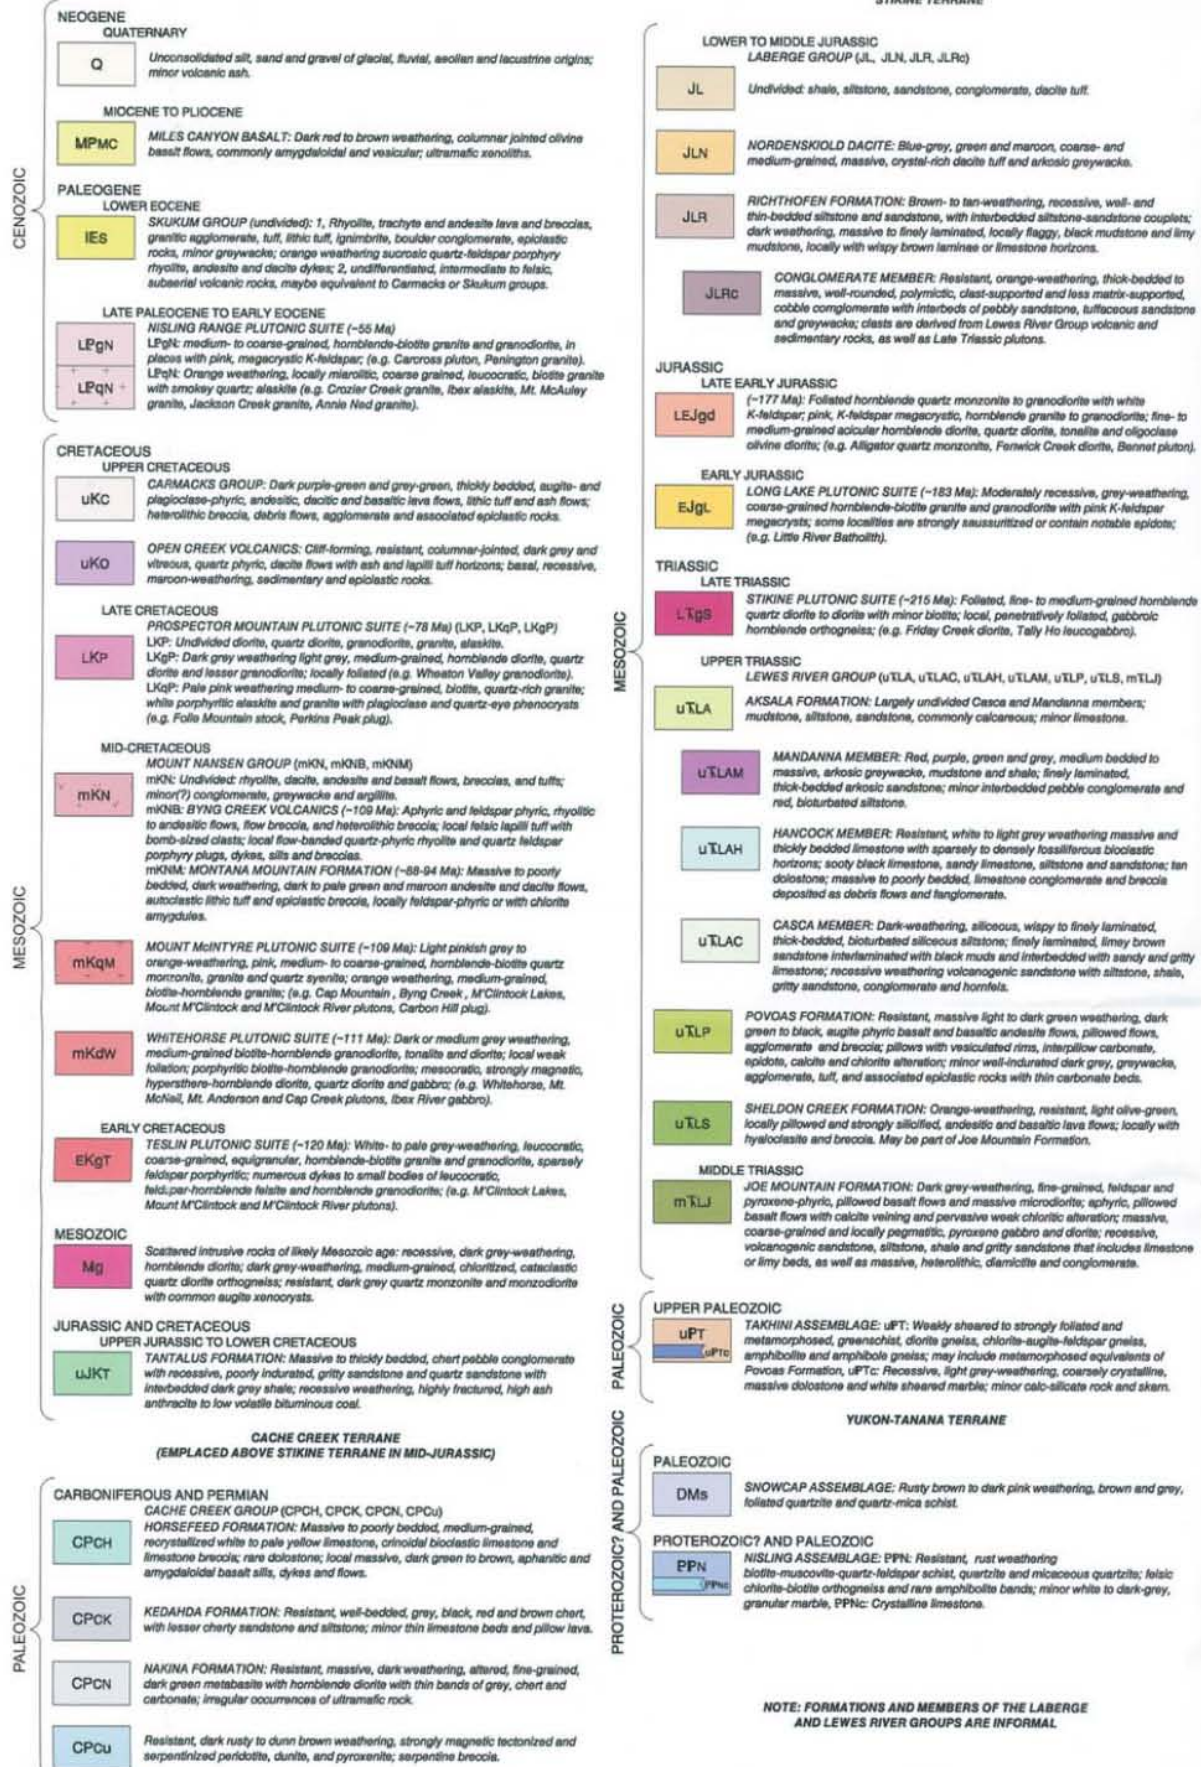 NEOGENE
QUATERNARY
Q
Unconsolidated silt, sand and gravel of glacial, fluvial, aeolian and lacustrine origins;
minor volcanic ash.
MIOCENE TO PLIOCENE
MPMC
MILES CANYON BASALT: Dark red to brown weathering, columnar jointed olivine
basalt flows, commonly amygdaloidal and vesicular; ultramafic xenoliths.
CENOZOIC
PALEOGENE
LOWER EOCENE
lEs
SKUKUM GROUP (undivided): 1, Rhyolite, trachyte and andesite lava and breccias,
granitic agglomerate, tuff, lithic tuff, ignimbrite, boulder conglomerate, epiclastic
rocks, minor greywacke; orange weathering sucrosic quartz-feldspar porphyry
rhyolite, andesite and dacite dykes; 2, undifferentiated, intermediate to felsic,
subaerial volcanic rocks, maybe equivalent to Carmacks or Skukum groups.
LATE PALEOCENE TO EARLY EOCENE
NISLING RANGE PLUTONIC SUITE (~55 Ma)
LPgN
LPgN: medium- to coarse-grained, hornblende-biotite granite and granodiorite, in
places with pink, megacrystic K-feldspar; (e.g. Carcross pluton, Penington granite).
LPqN
LPqN: Orange weathering, locally miarolitic, coarse grained, leucocratic, biotite granite
with smokey quartz; alaskite (e.g. Crozier Creek granite, Ibex alaskite, Mt. McAuley
granite, Jackson Creek granite, Annie Ned granite).
CRETACEOUS
UPPER CRETACEOUS
uKC
CARMACKS GROUP: Dark purple-green and grey-green, thickly bedded, augite- and
plagioclase-phyric, andesitic, dacitic and basaltic lava flows, lithic tuff and ash flows;
heterolithic breccia, debris flows, agglomerate and associated epiclastic rocks.
uKO
OPEN CREEK VOLCANICS: Cliff-forming, resistant, columnar-jointed, dark grey and
vitreous, quartz phyric, dacite flows with ash and lapilli tuff horizons; basal, recessive,
maroon-weathering, sedimentary and epiclastic rocks.
LATE CRETACEOUS
PROSPECTOR MOUNTAIN PLUTONIC SUITE (~78 Ma) (LKP, LKqP, LKgP)
LKP
LKP: Undivided diorite, quartz diorite, granodiorite, granite, alaskite.
LKgP: Dark grey weathering light grey, medium-grained, hornblende diorite, quartz
diorite and lesser granodiorite; locally foliated (e.g. Wheaton Valley granodiorite).
LKqP: Pale pink weathering medium- to coarse-grained, biotite, quartz-rich granite;
white porphyritic alaskite and granite with plagioclase and quartz-eye phenocrysts
(e.g. Folle Mountain stock, Perkins Peak plug).
MID-CRETACEOUS
MOUNT NANSEN GROUP (mKN, mKNB, mKNM)
mKN
mKN: Undivided: rhyolite, dacite, andesite and basalt flows, breccias, and tuffs;
minor(?) conglomerate, greywacke and argillite.
mKNB: BYNG CREEK VOLCANICS (~109 Ma): Aphyric and feldspar phyric, rhyolitic
to andesitic flows, flow breccia, and heterolithic breccia; local felsic lapilli tuff with
bomb-sized clasts; local flow-banded quartz-phyric rhyolite and quartz feldspar
porphyry plugs, dykes, sills and breccias.
mKNM: MONTANA MOUNTAIN FORMATION (~88-94 Ma): Massive to poorly
bedded, dark weathering, dark to pale green and maroon andesite and dacite flows,
autoclastic lithic tuff and epiclastic breccia, locally feldspar-phyric or with chlorite
amygdules.
MESOZOIC
mKqM
MOUNT McINTYRE PLUTONIC SUITE (~109 Ma): Light pinkish grey to
orange-weathering, pink, medium- to coarse-grained, hornblende-biotite quartz
monzonite, granite and quartz syenite; orange weathering, medium-grained,
biotite-hornblende granite; (e.g. Cap Mountain , Byng Creek , M'Clintock Lakes,
Mount M'Clintock and M'Clintock River plutons, Carbon Hill plug).
mKdW
WHITEHORSE PLUTONIC SUITE (~111 Ma): Dark or medium grey weathering,
medium-grained biotite-hornblende granodiorite, tonalite and diorite; local weak
foliation; porphyritic biotite-hornblende granodiorite; mesocratic, strongly magnetic,
hypersthere-hornblende diorite, quartz diorite and gabbro; (e.g. Whitehorse, Mt.
McNeil, Mt. Anderson and Cap Creek plutons, Ibex River gabbro).
EARLY CRETACEOUS
EKgT
TESLIN PLUTONIC SUITE (~120 Ma): White- to pale grey-weathering, leucocratic,
coarse-grained, equigranular, hornblende-biotite granite and granodiorite, sparsely
feldspar porphyritic; numerous dykes to small bodies of leucocratic,
feldspar-hornblende felsite and hornblende granodiorite; (e.g. M'Clintock Lakes,
Mount M'Clintock and M'Clintock River plutons).
MESOZOIC
Mg
Scattered intrusive rocks of likely Mesozoic age: recessive, dark grey-weathering,
hornblende diorite; dark grey-weathering, medium-grained, chloritized, cataclastic
quartz diorite orthogneiss; resistant, dark grey quartz monzonite and monzodiorite
with common augite xenocrysts.
JURASSIC AND CRETACEOUS
UPPER JURASSIC TO LOWER CRETACEOUS
uJKT
TANTALUS FORMATION: Massive to thickly bedded, chert pebble conglomerate
with recessive, poorly indurated, gritty sandstone and quartz sandstone with
interbedded dark grey shale; recessive weathering, highly fractured, high ash
anthracite to low volatile bituminous coal.
CACHE CREEK TERRANE
(EMPLACED ABOVE STIKINE TERRANE IN MID-JURASSIC)
CARBONIFEROUS AND PERMIAN
CACHE CREEK GROUP (CPCH, CPCK, CPCN, CPCu)
CPCH
HORSEFEED FORMATION: Massive to poorly bedded, medium-grained,
recrystallized white to pale yellow limestone, crinoidal bioclastic limestone and
limestone breccia; rare dolostone; local massive, dark green to brown, aphanitic and
amygdaloidal basalt sills, dykes and flows.
PALEOZOIC
CPCK
KEDAHDA FORMATION: Resistant, well-bedded, grey, black, red and brown chert,
with lesser cherty sandstone and siltstone; minor thin limestone beds and pillow lava.
CPCN
NAKINA FORMATION: Resistant, massive, dark weathering, altered, fine-grained,
dark green metabasite with hornblende diorite with thin bands of grey, chert and
carbonate; irregular occurrences of ultramafic rock.
CPCu
Resistant, dark rusty to dunn brown weathering, strongly magnetic tectonized and
serpentinized peridotite, dunite, and pyroxenite; serpentine breccia.
STIKINE TERRANE
LOWER TO MIDDLE JURASSIC
LABERGE GROUP (JL, JLN, JLR, JLRc)
JL
Undivided: shale, siltstone, sandstone, conglomerate, dacite tuff.
JLN
NORDENSKIOLD DACITE: Blue-grey, green and maroon, coarse- and
medium-grained, massive, crystal-rich dacite tuff and arkosic greywacke.
JLR
RICHTHOFEN FORMATION: Brown- to tan-weathering, recessive, well- and
thin-bedded siltstone and sandstone, with interbedded siltstone-sandstone couplets;
dark weathering, massive to finely laminated, locally flaggy, black mudstone and limy
mudstone, locally with wispy brown laminae or limestone horizons.
JLRc
CONGLOMERATE MEMBER: Resistant, orange-weathering, thick-bedded to
massive, well-rounded, polymictic, clast-supported and less matrix-supported,
cobble comglomerate with interbeds of pebbly sandstone, tuffaceous sandstone
and greywacke; clasts are derived from Lewes River Group volcanic and
sedimentary rocks, as well as Late Triassic plutons.
JURASSIC
LATE EARLY JURASSIC
LEJgd
(~177 Ma): Foliated hornblende quartz monzonite to granodiorite with white
K-feldspar; pink, K-feldspar megacrystic, hornblende granite to granodiorite; fine- to
medium-grained acicular hornblende diorite, quartz diorite, tonalite and oligoclase
olivine diorite; (e.g. Alligator quartz monzonite, Fenwick Creek diorite, Bennet pluton).
EARLY JURASSIC
EJgL
LONG LAKE PLUTONIC SUITE (~183 Ma): Moderately recessive, grey-weathering,
coarse-grained hornblende-biotite granite and granodiorite with pink K-feldspar
megacrysts; some localities are strongly saussuritized or contain notable epidote;
(e.g. Little River Batholith).
TRIASSIC
LATE TRIASSIC
LTgS
STIKINE PLUTONIC SUITE (~215 Ma): Foliated, fine- to medium-grained hornblende
quartz diorite to diorite with minor biotite; local, penetratively foliated, gabbroic
hornblende orthogneiss; (e.g. Friday Creek diorite, Tally Ho leucogabbro).
MESOZOIC
UPPER TRIASSIC
LEWES RIVER GROUP (uTLA, uTLAC, uTLAH, uTLAM, uTLP, uTLS, mTLJ)
uTLA
AKSALA FORMATION: Largely undivided Casca and Mandanna members;
mudstone, siltstone, sandstone, commonly calcareous; minor limestone.
uTLAM
MANDANNA MEMBER: Red, purple, green and grey, medium bedded to
massive, arkosic greywacke, mudstone and shale; finely laminated,
thick-bedded arkosic sandstone; minor interbedded pebble conglomerate and
red, bioturbated siltstone.
uTLAH
HANCOCK MEMBER: Resistant, white to light grey weathering massive and
thickly bedded limestone with sparsely to densely fossiliferous bioclastic
horizons; sooty black limestone, sandy limestone, siltstone and sandstone; tan
dolostone; massive to poorly bedded, limestone conglomerate and breccia
deposited as debris flows and fanglomerate.
uTLAC
CASCA MEMBER: Dark-weathering, siliceous, wispy to finely laminated,
thick-bedded, bioturbated siliceous siltstone; finely laminated, limey brown
sandstone interlaminated with black muds and interbedded with sandy and gritty
limestone; recessive weathering volcanogenic sandstone with siltstone, shale,
gritty sandstone, conglomerate and hornfels.
uTLP
POVOAS FORMATION: Resistant, massive light to dark green weathering, dark
green to black, augite phyric basalt and basaltic andesite flows, pillowed flows,
agglomerate and breccia; pillows with vesiculated rims, interpillow carbonate,
epidote, calcite and chlorite alteration; minor well-indurated dark grey, greywacke,
agglomerate, tuff, and associated epiclastic rocks with thin carbonate beds.
uTLS
SHELDON CREEK FORMATION: Orange-weathering, resistant, light olive-green,
locally pillowed and strongly silicified, andesitic and basaltic lava flows; locally with
hyaloclasite and breccia. May be part of Joe Mountain Formation.
MIDDLE TRIASSIC
mTLJ
JOE MOUNTAIN FORMATION: Dark grey-weathering, fine-grained, feldspar and
pyroxene-phyric, pillowed basalt flows and massive microdiorite; aphyric, pillowed
basalt flows with calcite veining and pervasive weak chloritic alteration; massive,
coarse-grained and locally pegmatitic, pyroxene gabbro and diorite; recessive,
volcanogenic sandstone, siltstone, shale and gritty sandstone that includes limestone
or limy beds, as well as massive, heterolithic, diamictite and conglomerate.
PALEOZOIC
UPPER PALEOZOIC
uPT
uPTc
TAKHINI ASSEMBLAGE: uPT: Weakly sheared to strongly foliated and
metamorphosed, greenschist, diorite gneiss, chlorite-augite-feldspar gneiss,
amphibolite and amphibole gneiss; may include metamorphosed equivalents of
Povoas Formation, uPTc: Recessive, light grey-weathering, coarsely crystalline,
massive dolostone and white sheared marble; minor calc-silicate rock and skarn.
YUKON-TANANA TERRANE
PROTEROZOIC? AND PALEOZOIC
PALEOZOIC
DMs
SNOWCAP ASSEMBLAGE: Rusty brown to dark pink weathering, brown and grey,
foliated quartzite and quartz-mica schist.
PROTEROZOIC? AND PALEOZOIC
PPN
PPNc
NISLING ASSEMBLAGE: PPN: Resistant, rust weathering
biotite-muscovite-quartz-feldspar schist, quartzite and micaceous quartzite; felsic
chlorite-biotite orthogneiss and rare amphibolite bands; minor white to dark-grey,
granular marble, PPNc: Crystalline limestone.
NOTE: FORMATIONS AND MEMBERS OF THE LABERGE
AND LEWES RIVER GROUPS ARE INFORMAL